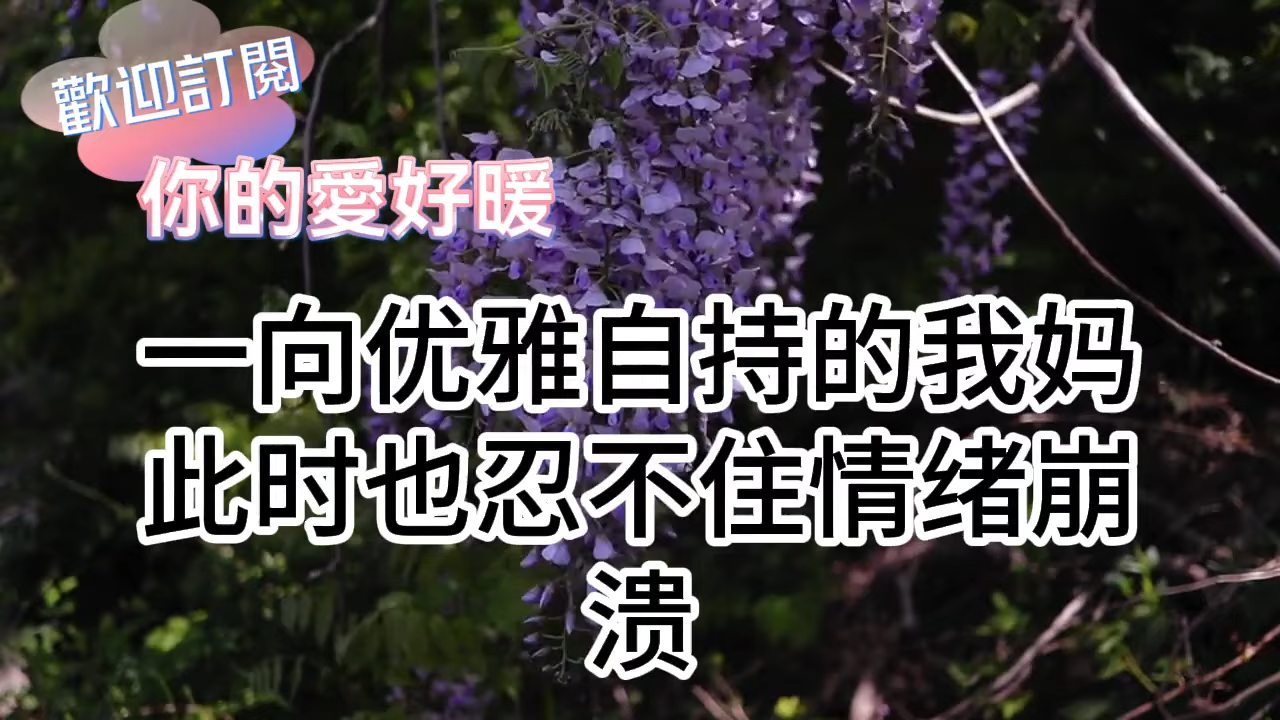 歡迎訂閱
你的愛好暖
一向优雅自持的我妈
此时也忍不住情绪崩
溃